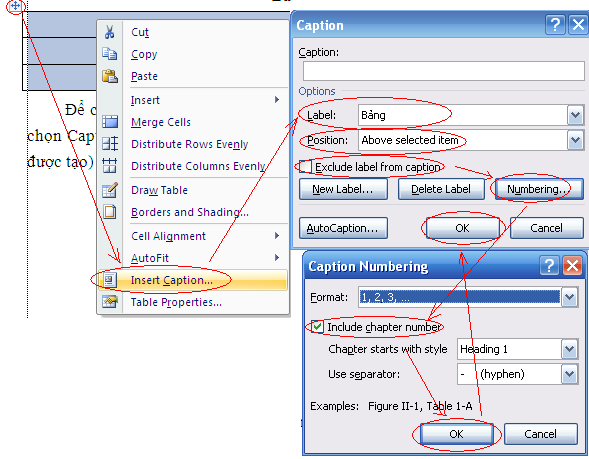 Cut
Copy
Paste
Insert
Merge Cells
Distribute Rows Evenly
Distribute Columns Evenly
Draw Table
Borders and Shading...
Cell Alignment
AutoFit
Insert Caption...
Table Properties...
Để c
chọn Cap
được tạo)
Caption
Caption:
Options
Label: Bảng
Position: Above selected item
Exclude label from caption
New Label... Delete Label Numbering...
AutoCaption... OK Cancel
Caption Numbering
Format: 1, 2, 3, ...
Include chapter number
Chapter starts with style Heading 1
Use separator: - (hyphen)
Examples: Figure II-1, Table 1-A
OK Cancel